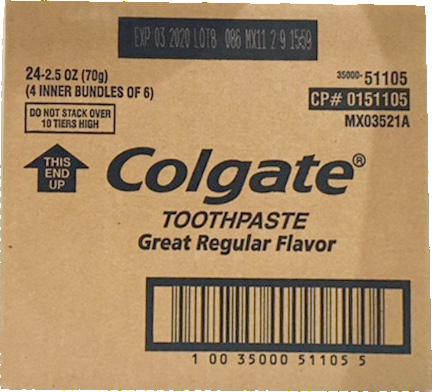 EXP 03 2020 LOT8 086 MX11 2 9 1559
24-2.5 OZ (70g)
(4 INNER BUNDLES OF 6)
DO NOT STACK OVER
10 TIERS HIGH
35000-51105
CP# 0151105
MX03521A
THIS
END
UP
Colgate®
TOOTHPASTE
Great Regular Flavor
1 00 35000 51105 5